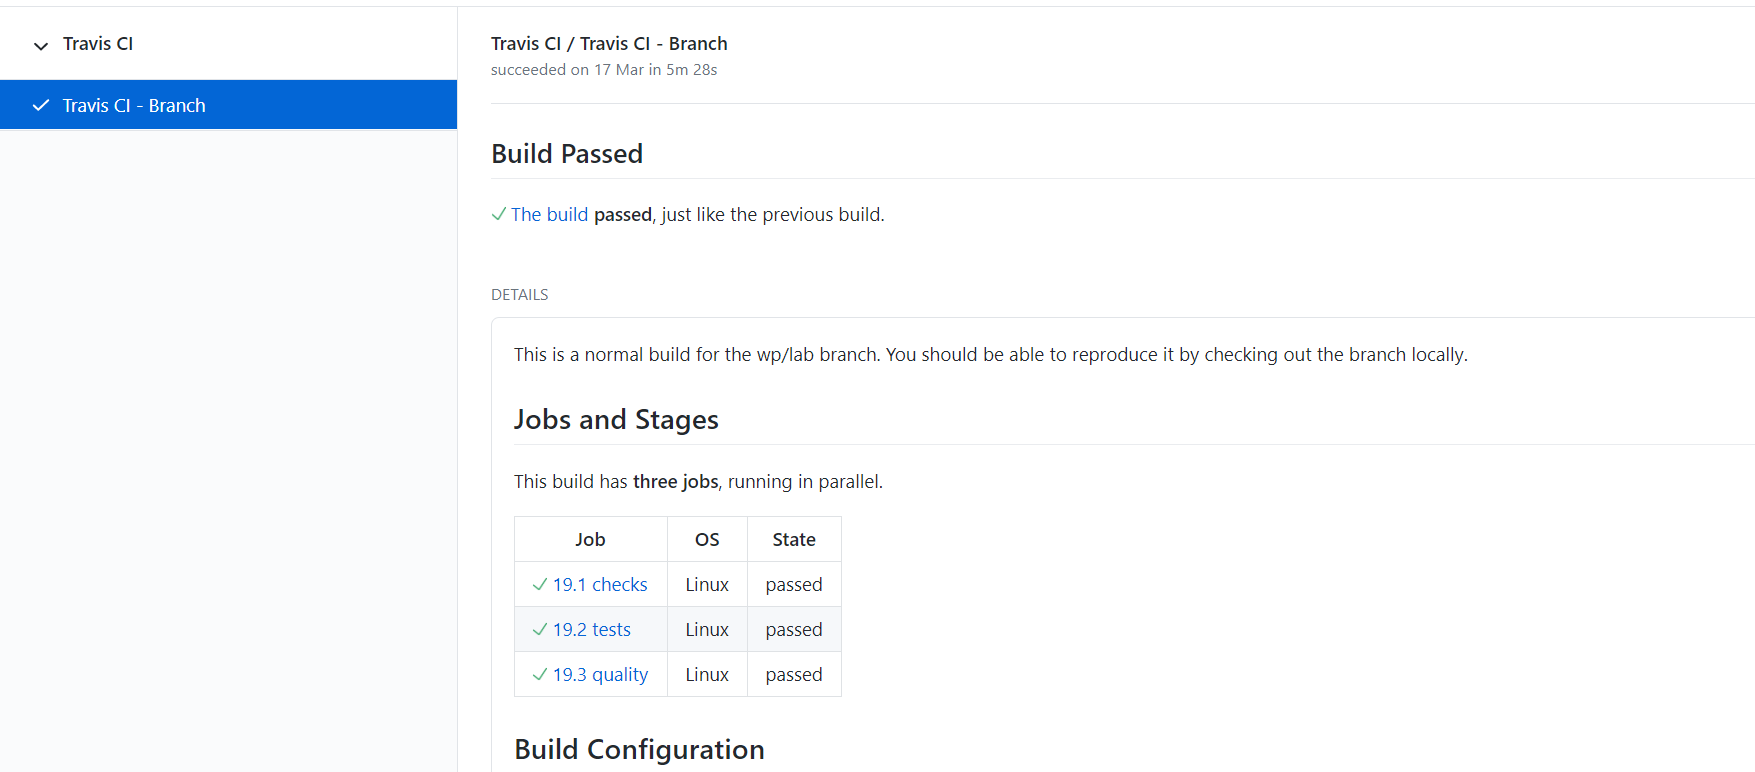 Travis CI
Travis CI - Branch
Travis CI / Travis CI - Branch
succeeded on 17 Mar in 5m 28s
Build Passed
The build passed, just like the previous build.
DETAILS
This is a normal build for the wp/lab branch. You should be able to reproduce it by checking out the branch locally.
Jobs and Stages
This build has three jobs, running in parallel.
Job OS State
19.1 checks Linux passed
19.2 tests Linux passed
19.3 quality Linux passed
Build Configuration